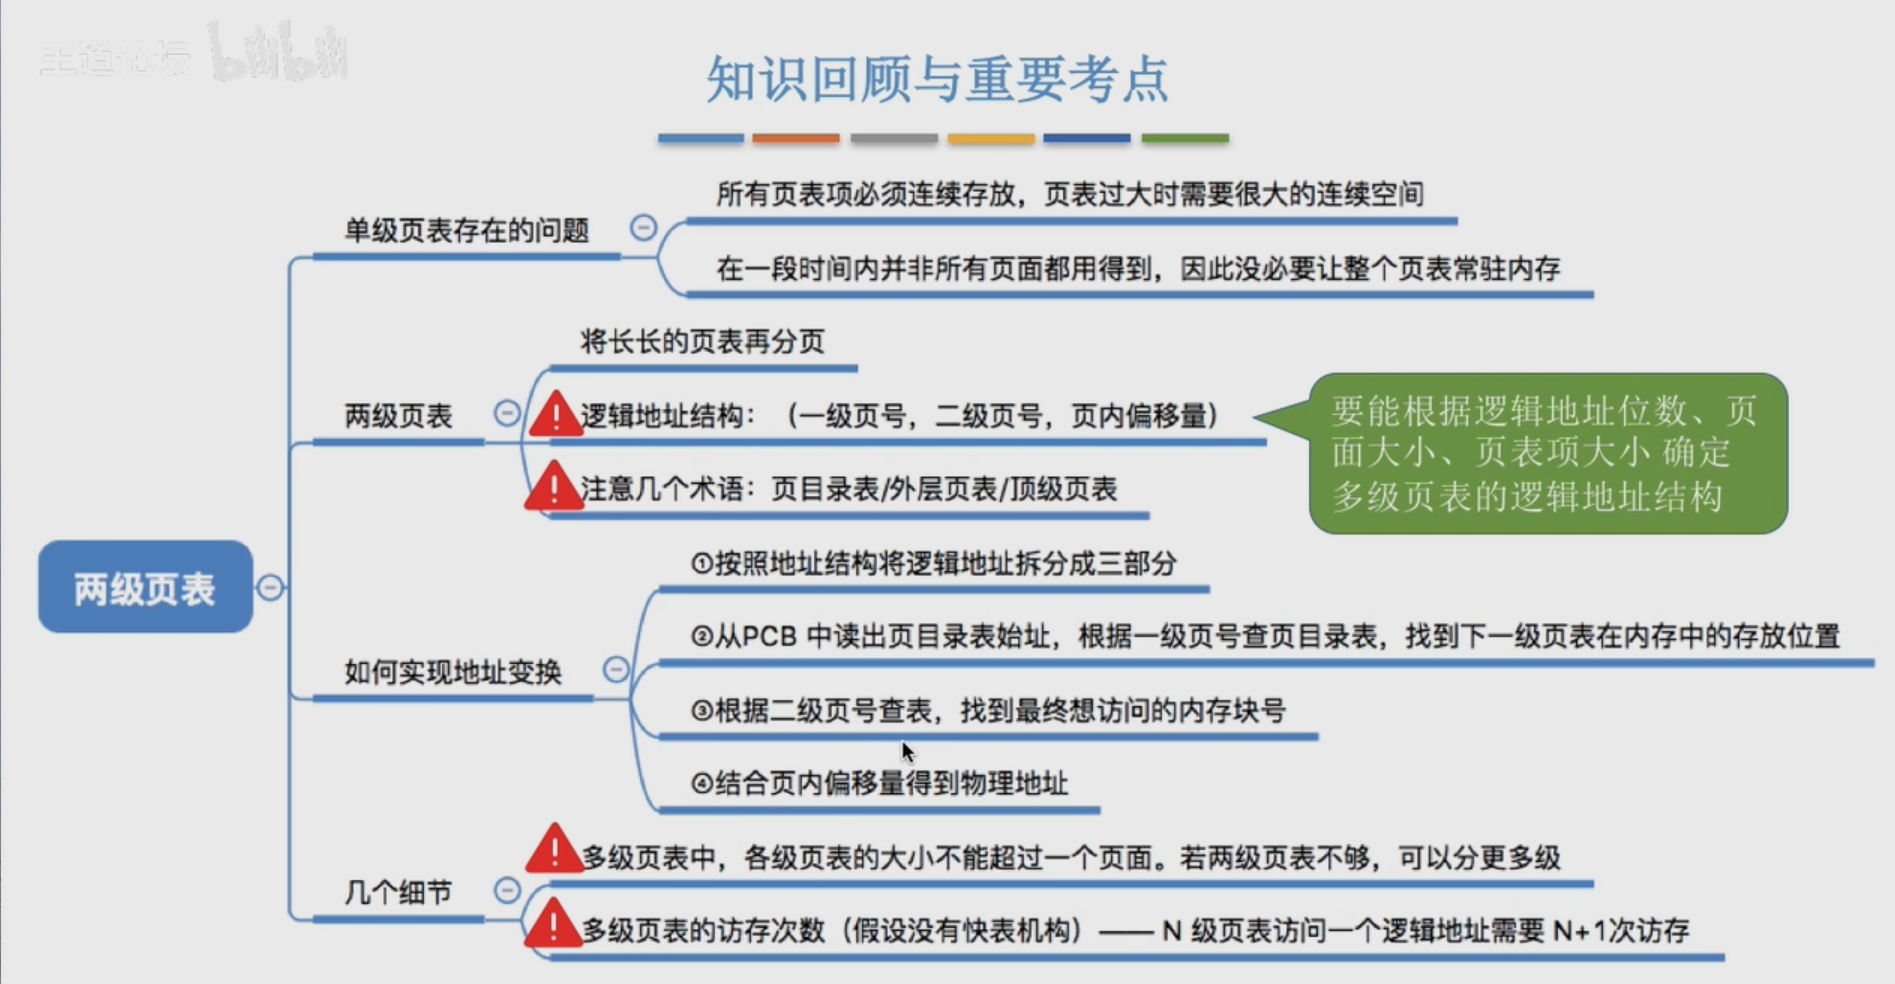 王道论坛 bilibili
知识回顾与重要考点
所有页表项必须连续存放，页表过大时需要很大的连续空间
单级页表存在的问题
在一段时间内并非所有页面都用得到，因此没必要让整个页表常驻内存
将长长的页表再分页
两级页表
逻辑地址结构：（一级页号，二级页号，页内偏移量）
要能根据逻辑地址位数、页
面大小、页表项大小 确定
多级页表的逻辑地址结构
注意几个术语：页目录表/外层页表/顶级页表
两级页表
①按照地址结构将逻辑地址拆分成三部分
②从PCB 中读出页目录表始址，根据一级页号查页目录表，找到下一级页表在内存中的存放位置
如何实现地址变换
③根据二级页号查表，找到最终想访问的内存块号
④结合页内偏移量得到物理地址
多级页表中，各级页表的大小不能超过一个页面。若两级页表不够，可以分更多级
几个细节
多级页表的访存次数（假设没有快表机构）—— N 级页表访问一个逻辑地址需要 N+1次访存